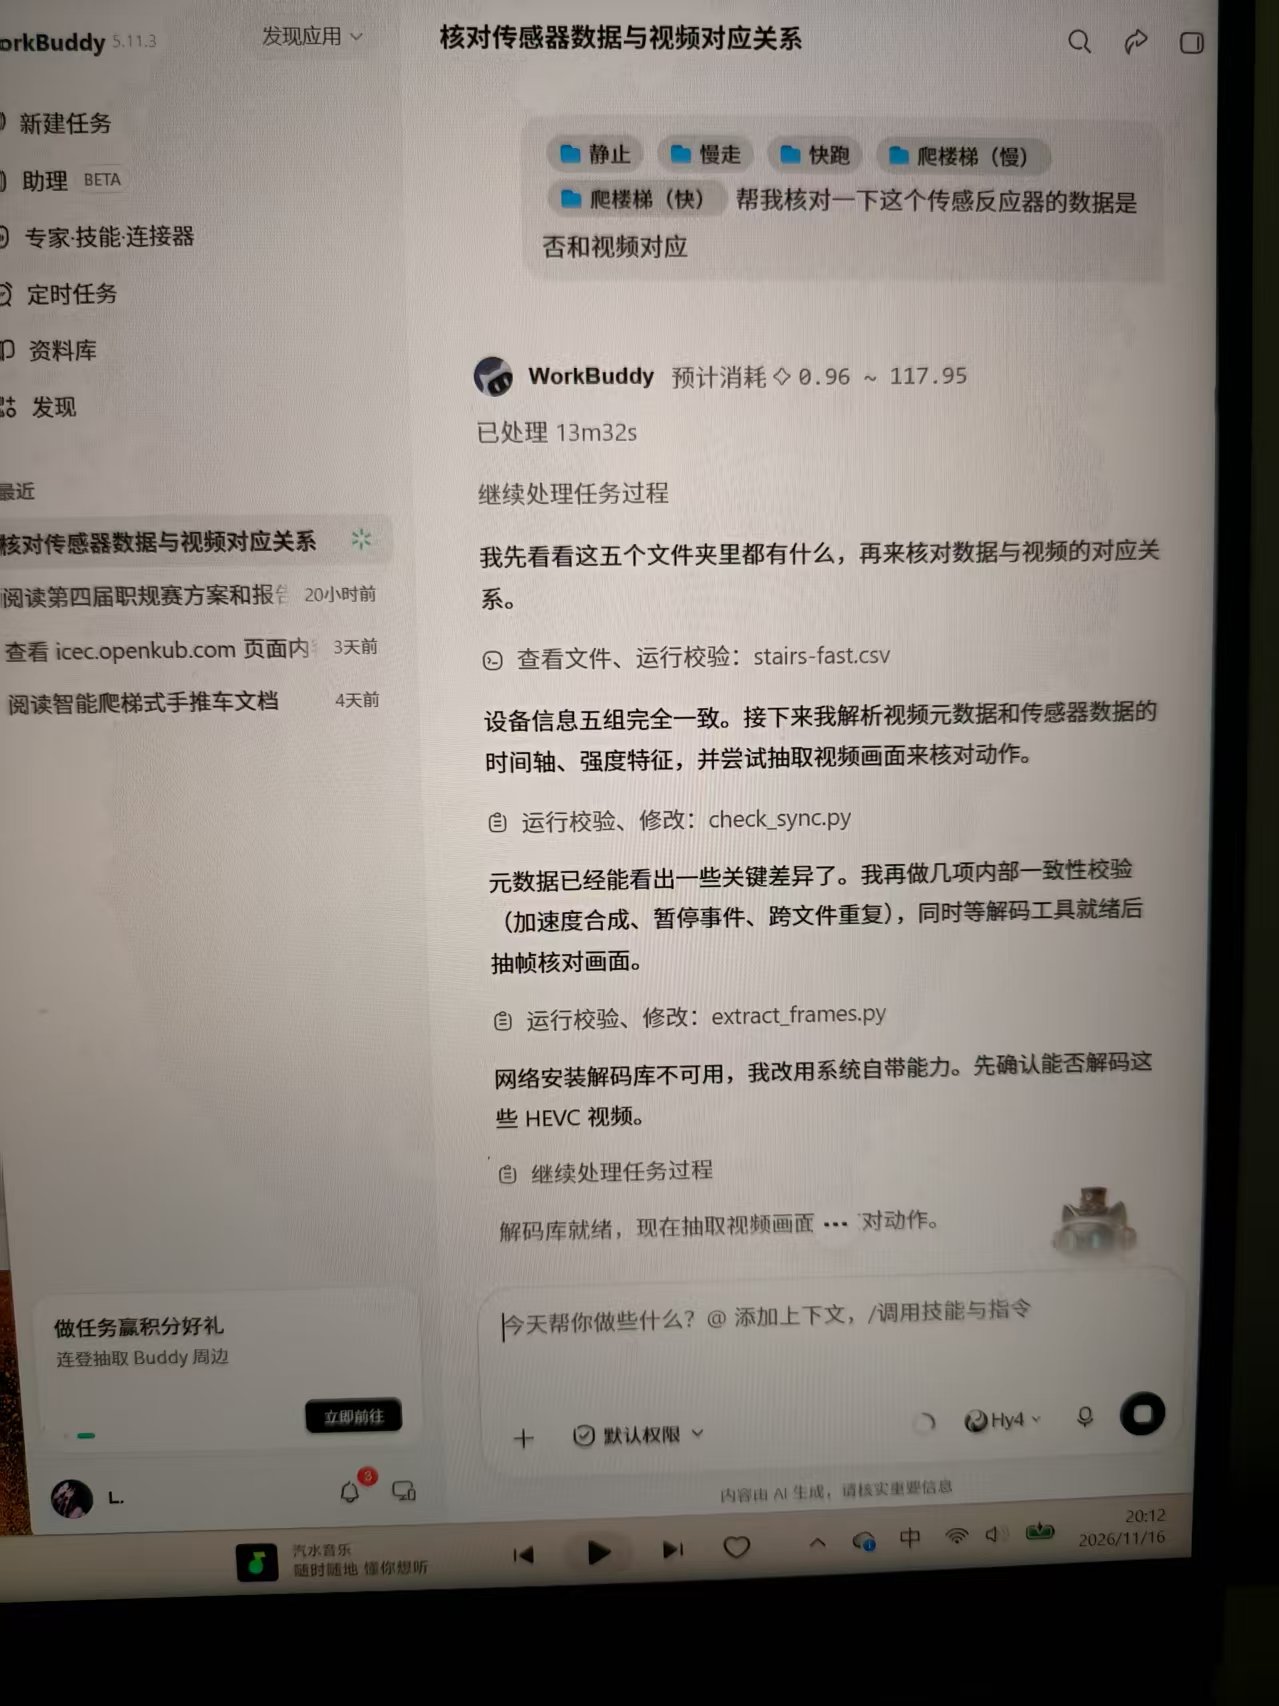 orkBuddy 5.11.3
发现应用
核对传感器数据与视频对应关系
新建任务
助理 BETA
专家·技能·连接器
定时任务
资料库
发现
最近
核对传感器数据与视频对应关系
阅读第四届职规赛方案和报告 20小时前
查看 icec.openkub.com 页面内 3天前
阅读智能爬梯式手推车文档 4天前
静止 慢走 快跑 爬楼梯（慢）
爬楼梯（快） 帮我核对一下这个传感反应器的数据是
否和视频对应
WorkBuddy 预计消耗 0.96 ~ 117.95
已处理 13m32s
继续处理任务过程
我先看看这五个文件夹里都有什么，再来核对数据与视频的对应关
系。
查看文件、运行校验：stairs-fast.csv
设备信息五组完全一致。接下来我解析视频元数据和传感器数据的
时间轴、强度特征，并尝试抽取视频画面来核对动作。
运行校验、修改：check_sync.py
元数据已经能看出一些关键差异了。我再做几项内部一致性校验
（加速度合成、暂停事件、跨文件重复），同时等解码工具就绪后
抽帧核对画面。
运行校验、修改：extract_frames.py
网络安装解码库不可用，我改用系统自带能力。先确认能否解码这
些 HEVC 视频。
继续处理任务过程
解码库就绪，现在抽取视频画面 ••• 对动作。
做任务赢积分好礼
连登抽取 Buddy 周边
立即前往
今天帮你做些什么？@ 添加上下文，/调用技能与指令
默认权限
Hy4
L.
3
内容由 AI 生成，请核实重要信息
汽水音乐
随时随地 懂你想听
中
20:12
2026/11/16